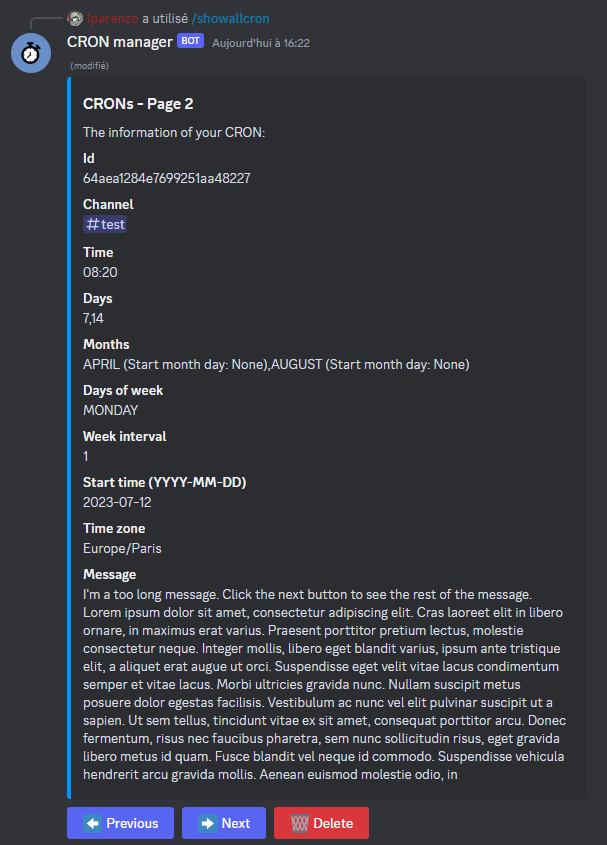 lparenzo a utilisé /showallcron
CRON manager BOT Aujourd'hui à 16:22
(modifié)
CRONs - Page 2
The information of your CRON:
Id
64aea1284e7699251aa48227
Channel
#test
Time
08:20
Days
7,14
Months
APRIL (Start month day: None),AUGUST (Start month day: None)
Days of week
MONDAY
Week interval
1
Start time (YYYY-MM-DD)
2023-07-12
Time zone
Europe/Paris
Message
I'm a too long message. Click the next button to see the rest of the message.
Lorem ipsum dolor sit amet, consectetur adipiscing elit. Cras laoreet elit in libero
ornare, in maximus erat varius. Praesent porttitor pretium lectus, molestie
consectetur neque. Integer mollis, libero eget blandit varius, ipsum ante tristique
elit, a aliquet erat augue ut orci. Suspendisse eget velit vitae lacus condimentum
semper et vitae lacus. Morbi ultricies gravida nunc. Nullam suscipit metus
posuere dolor egestas facilisis. Vestibulum ac nunc vel elit pulvinar suscipit ut a
sapien. Ut sem tellus, tincidunt vitae ex sit amet, consequat porttitor arcu. Donec
fermentum, risus nec faucibus pharetra, sem nunc sollicitudin risus, eget gravida
libero metus id quam. Fusce blandit vel neque id commodo. Suspendisse vehicula
hendrerit arcu gravida mollis. Aenean euismod molestie odio, in
Previous Next Delete